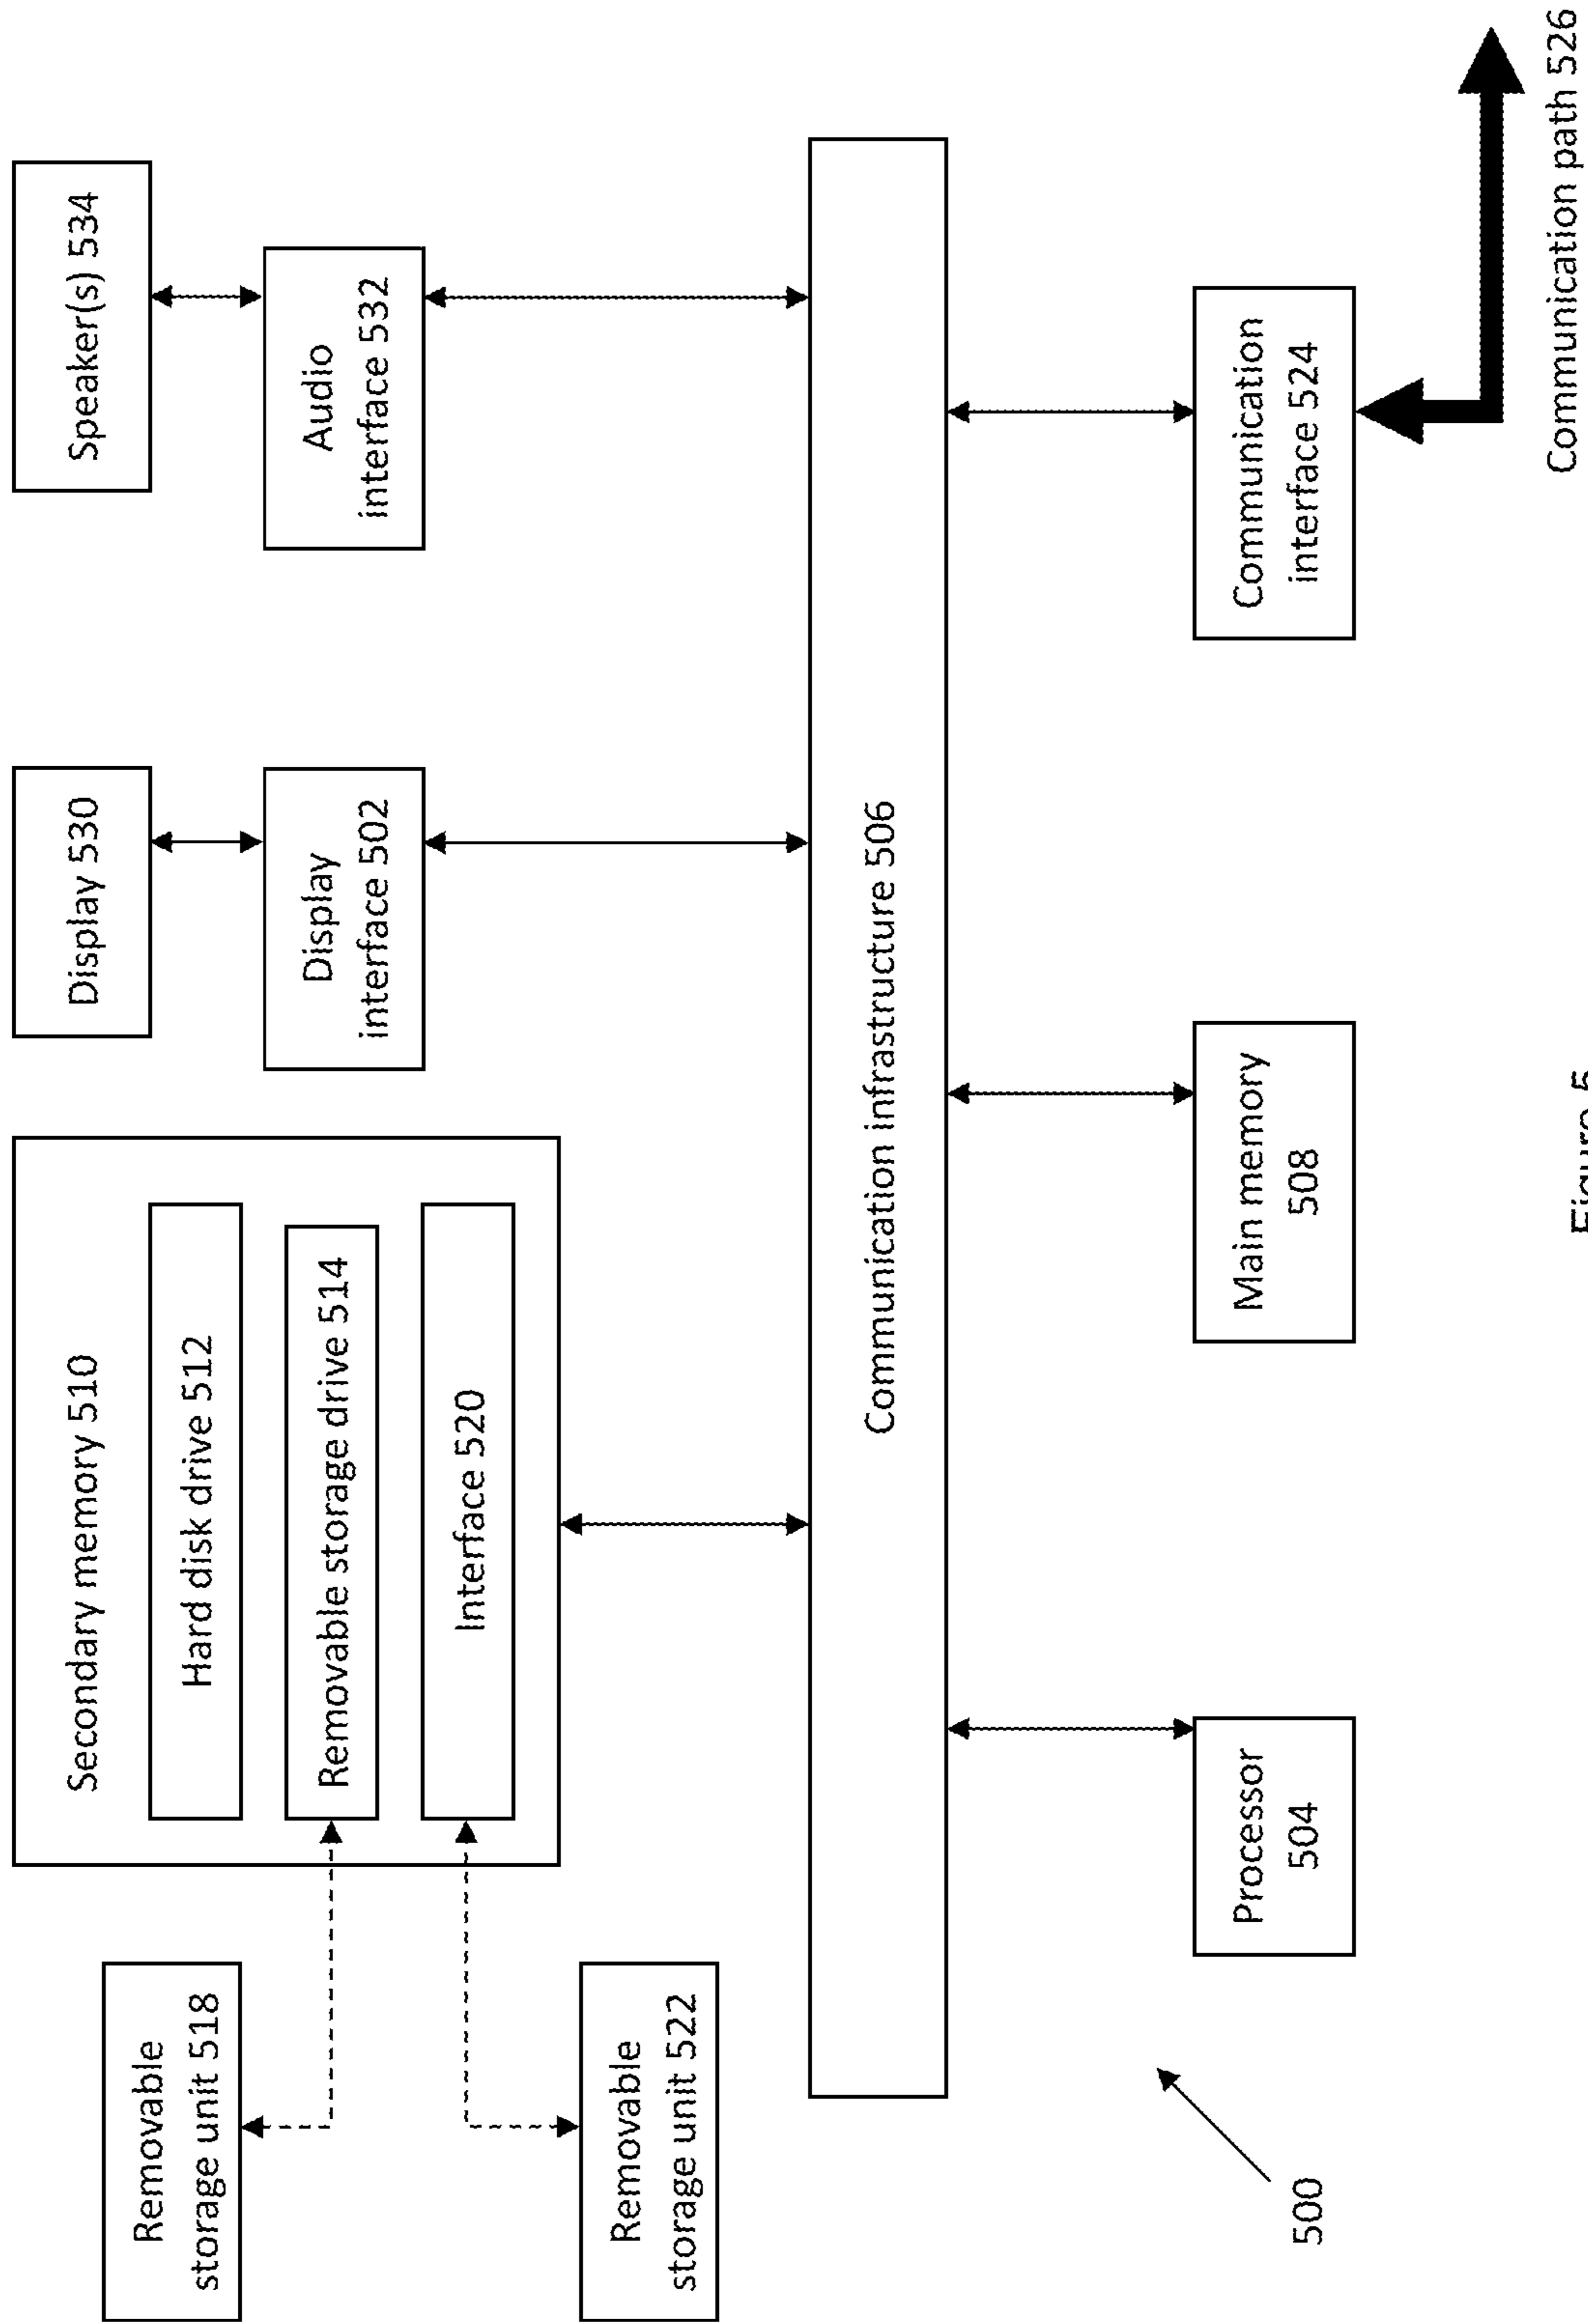 Removable
storage unit 518
Removable
storage unit 522
Secondary memory 510
Hard disk drive 512
Removable storage drive 514
Interface 520
Display 530
Display
interface 502
Speaker(s) 534
Audio
interface 532
Communication infrastructure 506
Processor
504
Main memory
508
Communication
interface 524
Communication path 526
500
Figure 5